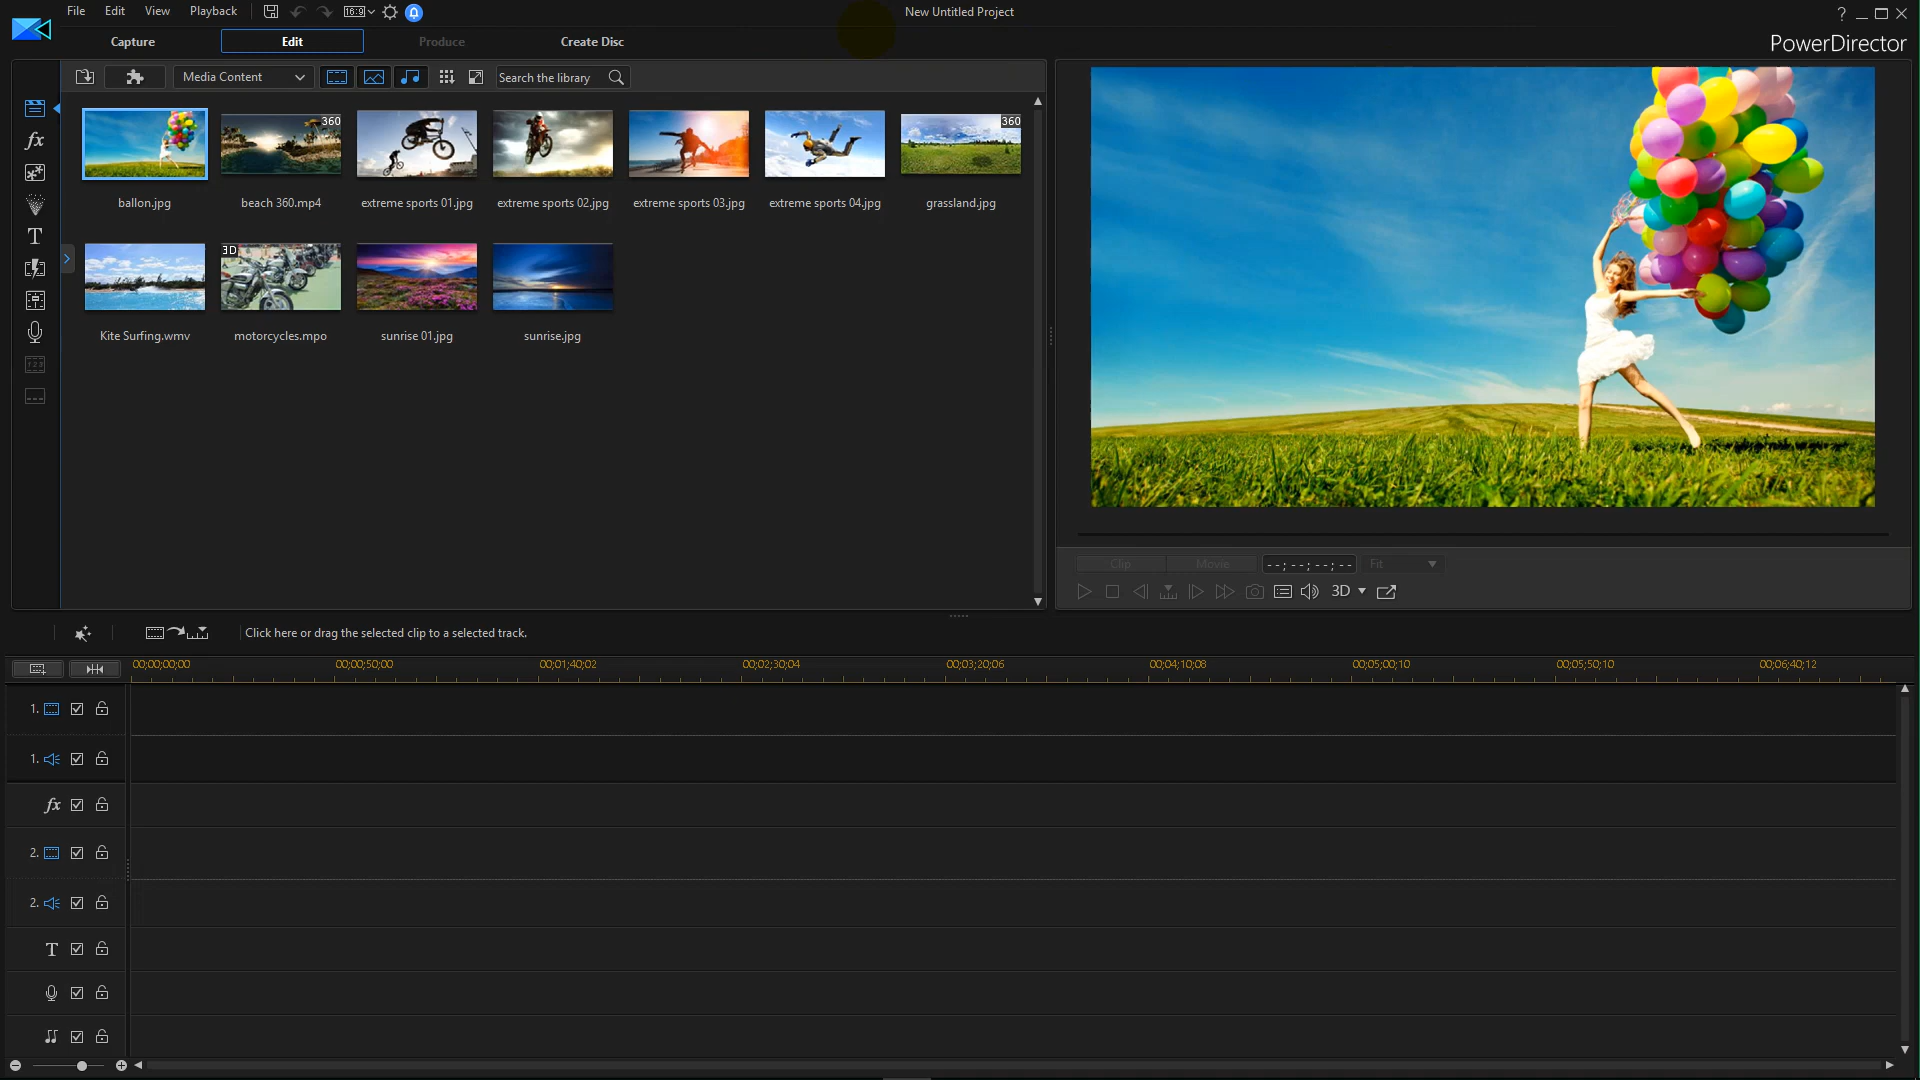 File Edit View Playback 16:9 New Untitled Project ?
PowerDirector
Capture Edit Produce Create Disc
Media Content Search the library
360 360
ballon.jpg beach 360.mp4 extreme sports 01.jpg extreme sports 02.jpg extreme sports 03.jpg extreme sports 04.jpg grassland.jpg
3D
Kite Surfing.wmv motorcycles.mpo sunrise 01.jpg sunrise.jpg
fx
T
Clip Movie --;--;--;-- Fit
3D
Click here or drag the selected clip to a selected track.
00;00;00;00 00;00;50;00 00;01;40;02 00;02;30;04 00;03;20;06 00;04;10;08 00;05;00;10 00;05;50;10 00;06;40;12
1.
1.
fx
2.
2.
T